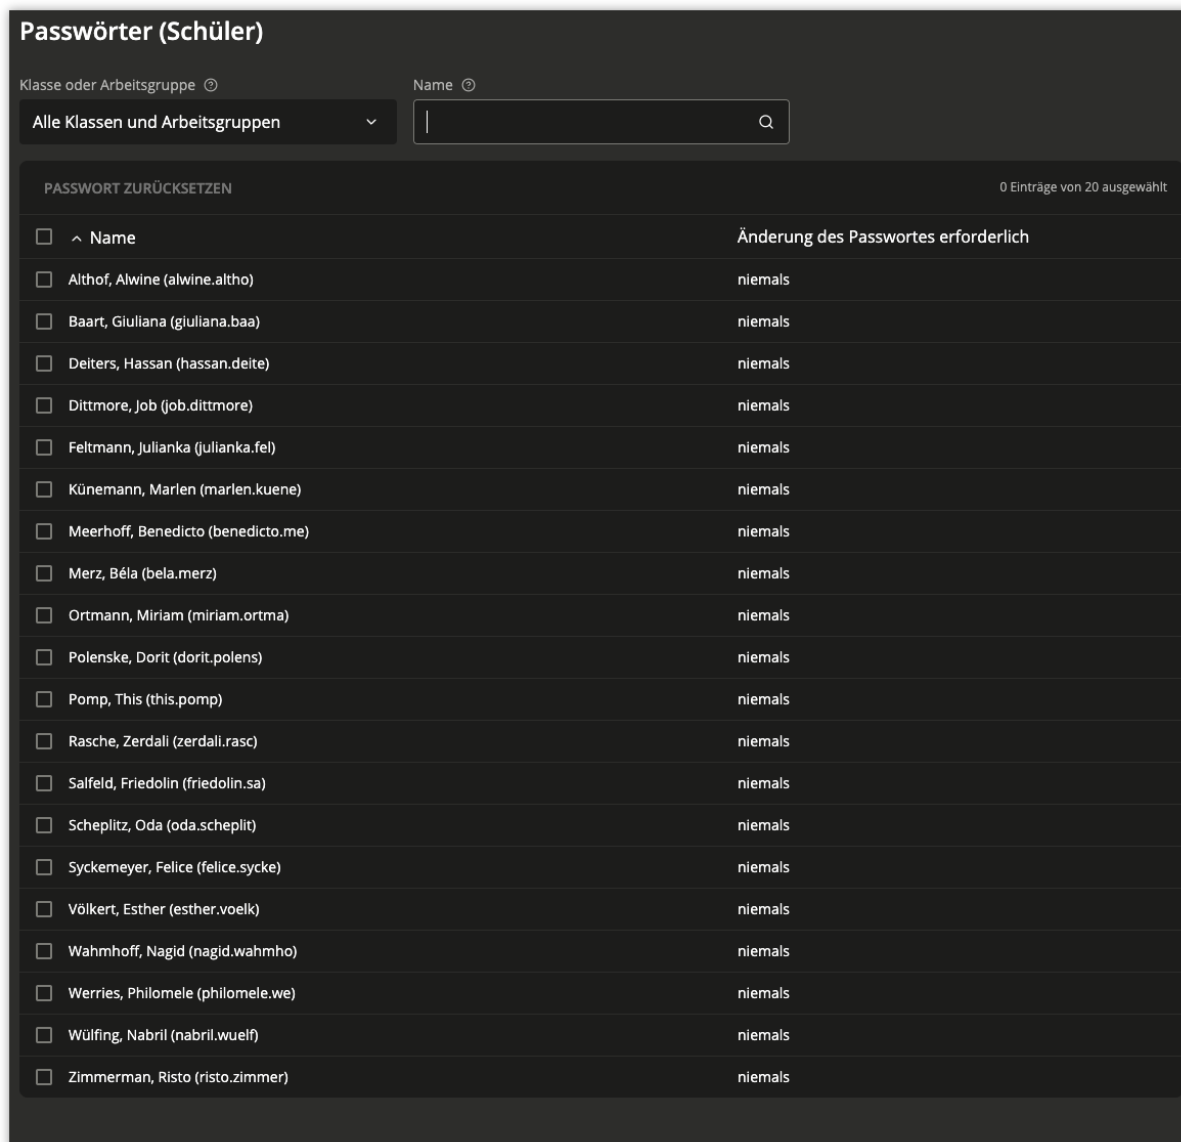 Passwörter (Schüler)
Klasse oder Arbeitsgruppe
Name
Alle Klassen und Arbeitsgruppen
PASSWORT ZURÜCKSETZEN
0 Einträge von 20 ausgewählt
Name
Änderung des Passwortes erforderlich
Althof, Alwine (alwine.altho) niemals
Baart, Giuliana (giuliana.baa) niemals
Deiters, Hassan (hassan.deite) niemals
Dittmore, Job (job.dittmore) niemals
Feltmann, Julianka (julianka.fel) niemals
Künemann, Marlen (marlen.kuene) niemals
Meerhoff, Benedicto (benedicto.me) niemals
Merz, Béla (bela.merz) niemals
Ortmann, Miriam (miriam.ortma) niemals
Polenske, Dorit (dorit.polens) niemals
Pomp, This (this.pomp) niemals
Rasche, Zerdali (zerdali.rasc) niemals
Salfeld, Friedolin (friedolin.sa) niemals
Scheplitz, Oda (oda.scheplit) niemals
Syckemeyer, Felice (felice.sycke) niemals
Völkert, Esther (esther.voelk) niemals
Wahmhoff, Nagid (nagid.wahmho) niemals
Werries, Philomele (philomele.we) niemals
Wülfing, Nabril (nabril.wuelf) niemals
Zimmerman, Risto (risto.zimmer) niemals